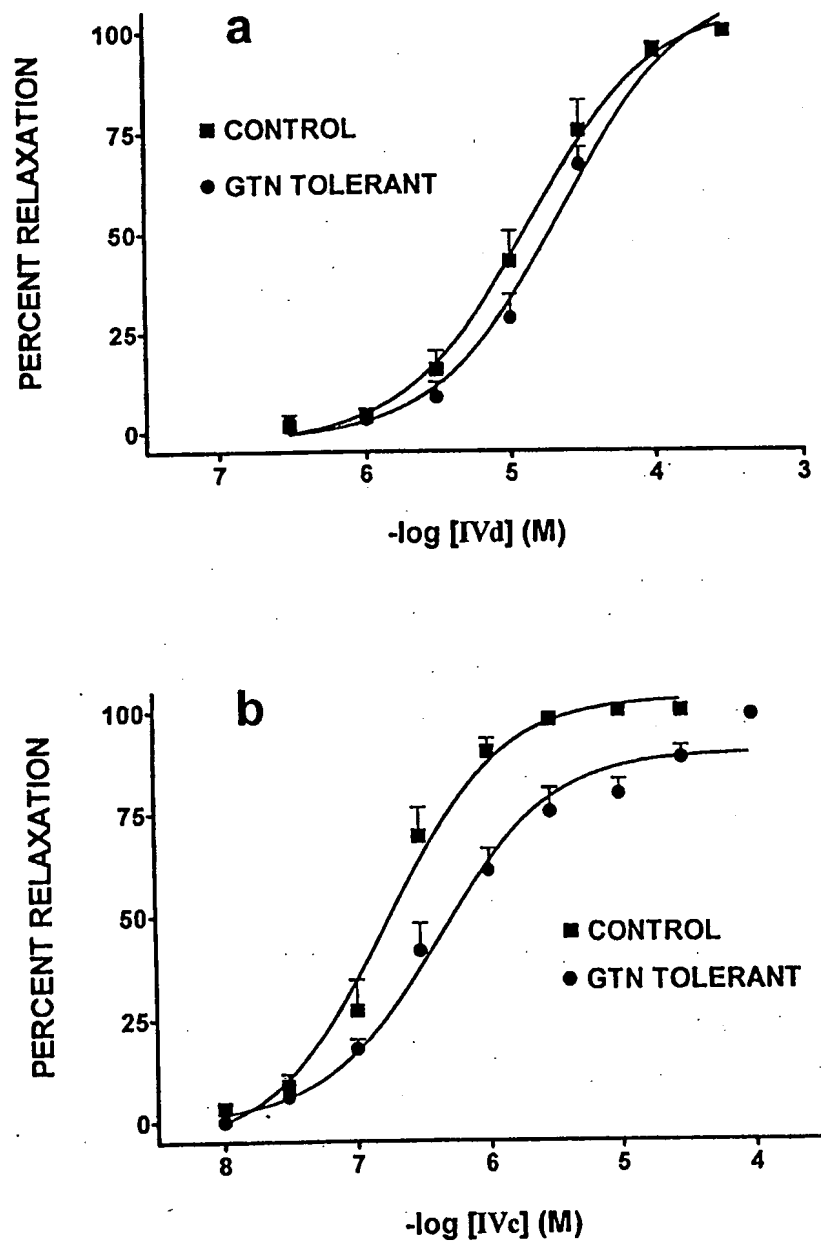 a
100
75
50
25
0
PERCENT RELAXATION
CONTROL
GTN TOLERANT
7 6 5 4 3
-log [IVd] (M)
b
100
75
50
25
0
PERCENT RELAXATION
CONTROL
GTN TOLERANT
8 7 6 5 4
-log [IVc] (M)